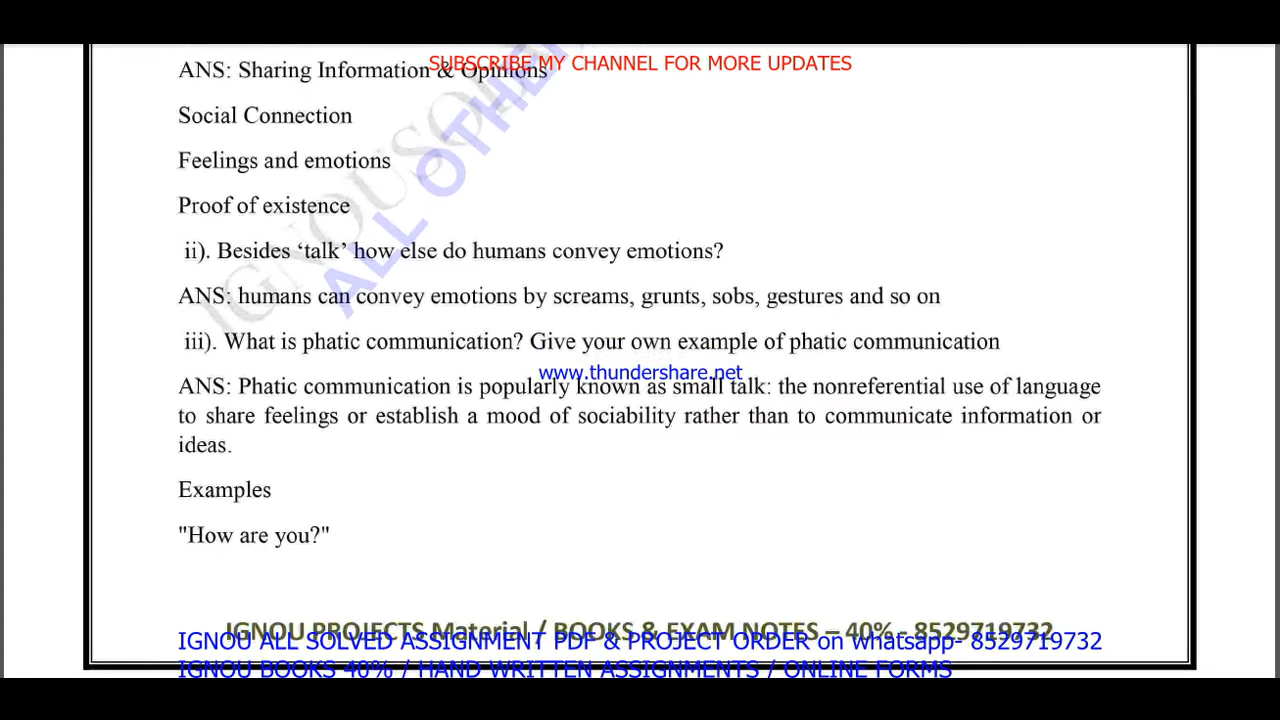 SUBSCRIBE MY CHANNEL FOR MORE UPDATES
ANS: Sharing Information & Opinions
Social Connection
Feelings and emotions
Proof of existence
ii). Besides ‘talk’ how else do humans convey emotions?
ANS: humans can convey emotions by screams, grunts, sobs, gestures and so on
iii). What is phatic communication? Give your own example of phatic communication
www.thundershare.net
ANS: Phatic communication is popularly known as small talk: the nonreferential use of language
to share feelings or establish a mood of sociability rather than to communicate information or
ideas.
Examples
"How are you?"
IGNOU PROJECTS Material / BOOKS & EXAM NOTES – 40% - 8529719732
IGNOU ALL SOLVED ASSIGNMENT PDF & PROJECT ORDER on whatsapp- 8529719732
IGNOU BOOKS 40% / HAND WRITTEN ASSIGNMENTS / ONLINE FORMS
ALL